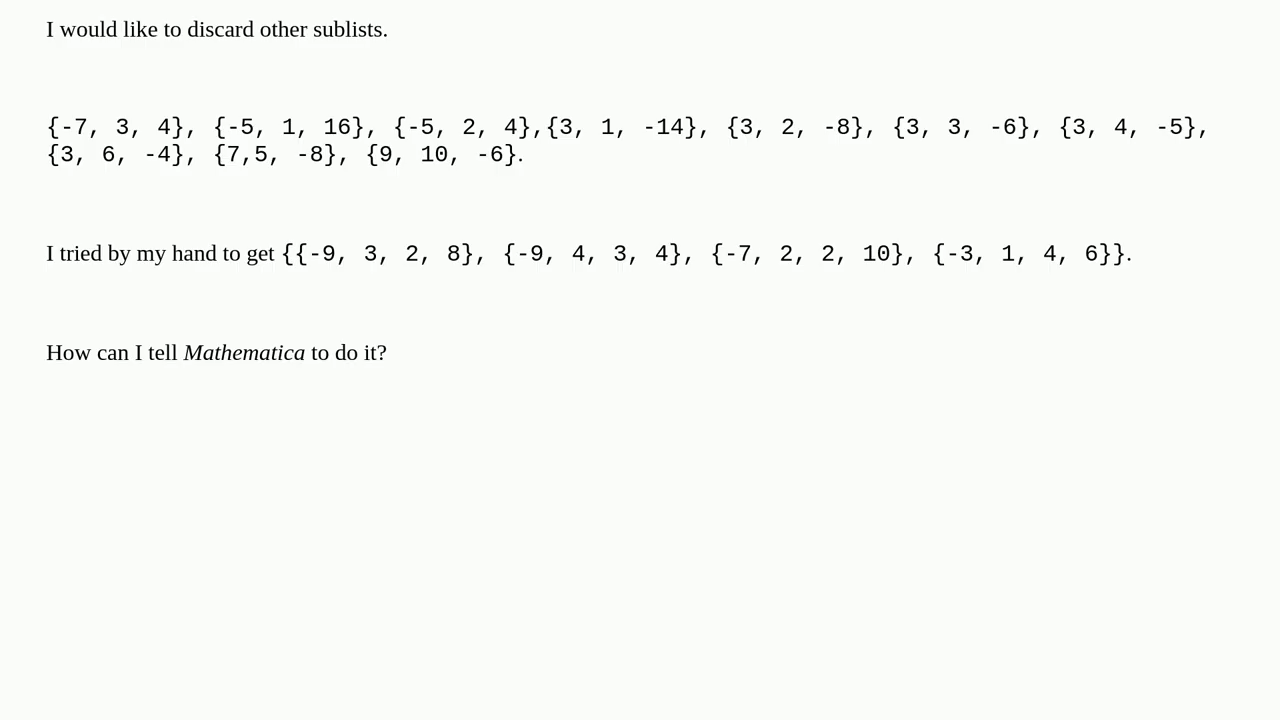 I would like to discard other sublists.
{-7, 3, 4}, {-5, 1, 16}, {-5, 2, 4},{3, 1, -14}, {3, 2, -8}, {3, 3, -6}, {3, 4, -5},
{3, 6, -4}, {7,5, -8}, {9, 10, -6}.
I tried by my hand to get {{-9, 3, 2, 8}, {-9, 4, 3, 4}, {-7, 2, 2, 10}, {-3, 1, 4, 6}}.
How can I tell Mathematica to do it?